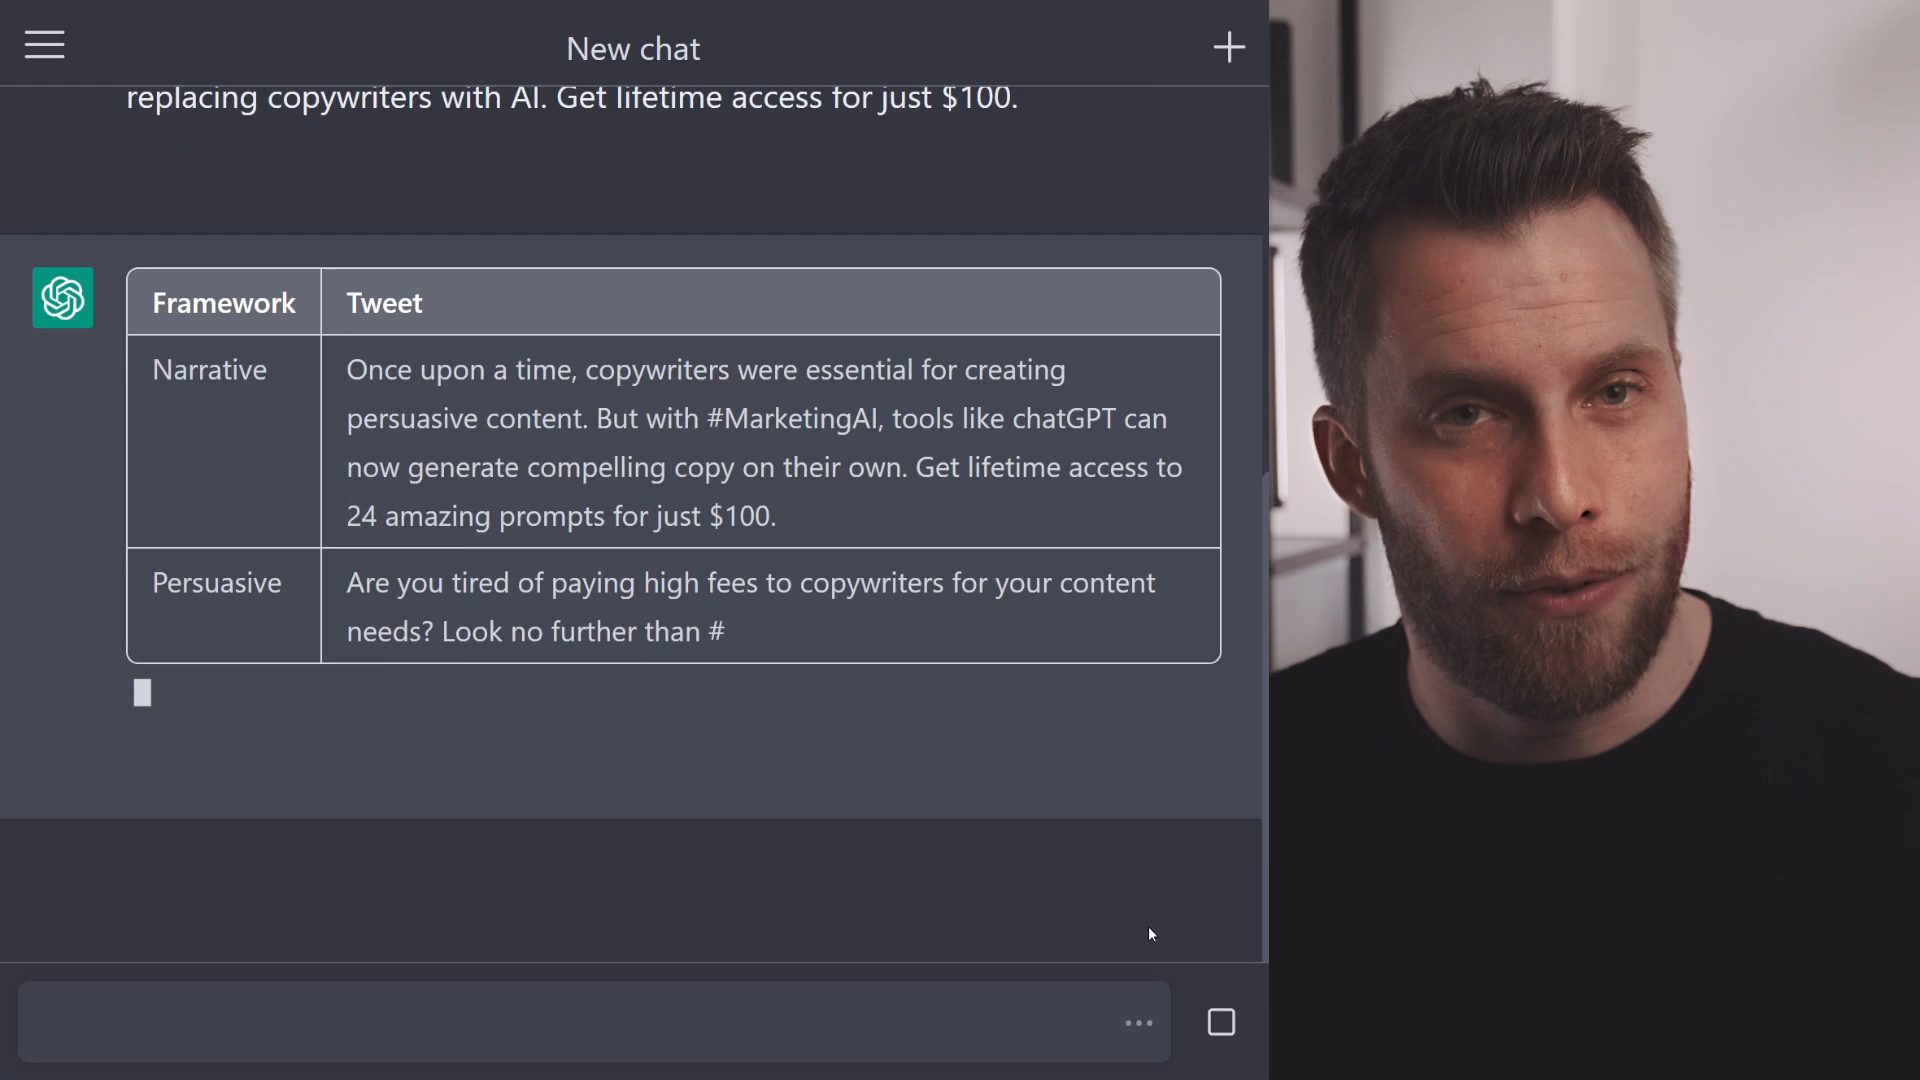 New chat
replacing copywriters with AI. Get lifetime access for just $100.
Framework
Tweet
Narrative
Once upon a time, copywriters were essential for creating
persuasive content. But with #MarketingAI, tools like chatGPT can
now generate compelling copy on their own. Get lifetime access to
24 amazing prompts for just $100.
Persuasive
Are you tired of paying high fees to copywriters for your content
needs? Look no further than #